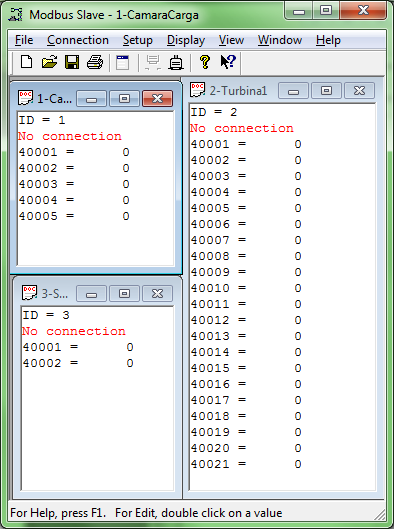 Modbus Slave - 1-CamaraCarga
File Connection Setup Display View Window Help
1-Ca...
ID = 1
No connection
40001 = 0
40002 = 0
40003 = 0
40004 = 0
40005 = 0
3-S...
ID = 3
No connection
40001 = 0
40002 = 0
2-Turbina1
ID = 2
No connection
40001 = 0
40002 = 0
40003 = 0
40004 = 0
40005 = 0
40006 = 0
40007 = 0
40008 = 0
40009 = 0
40010 = 0
40011 = 0
40012 = 0
40013 = 0
40014 = 0
40015 = 0
40016 = 0
40017 = 0
40018 = 0
40019 = 0
40020 = 0
40021 = 0
For Help, press F1. For Edit, double click on a value